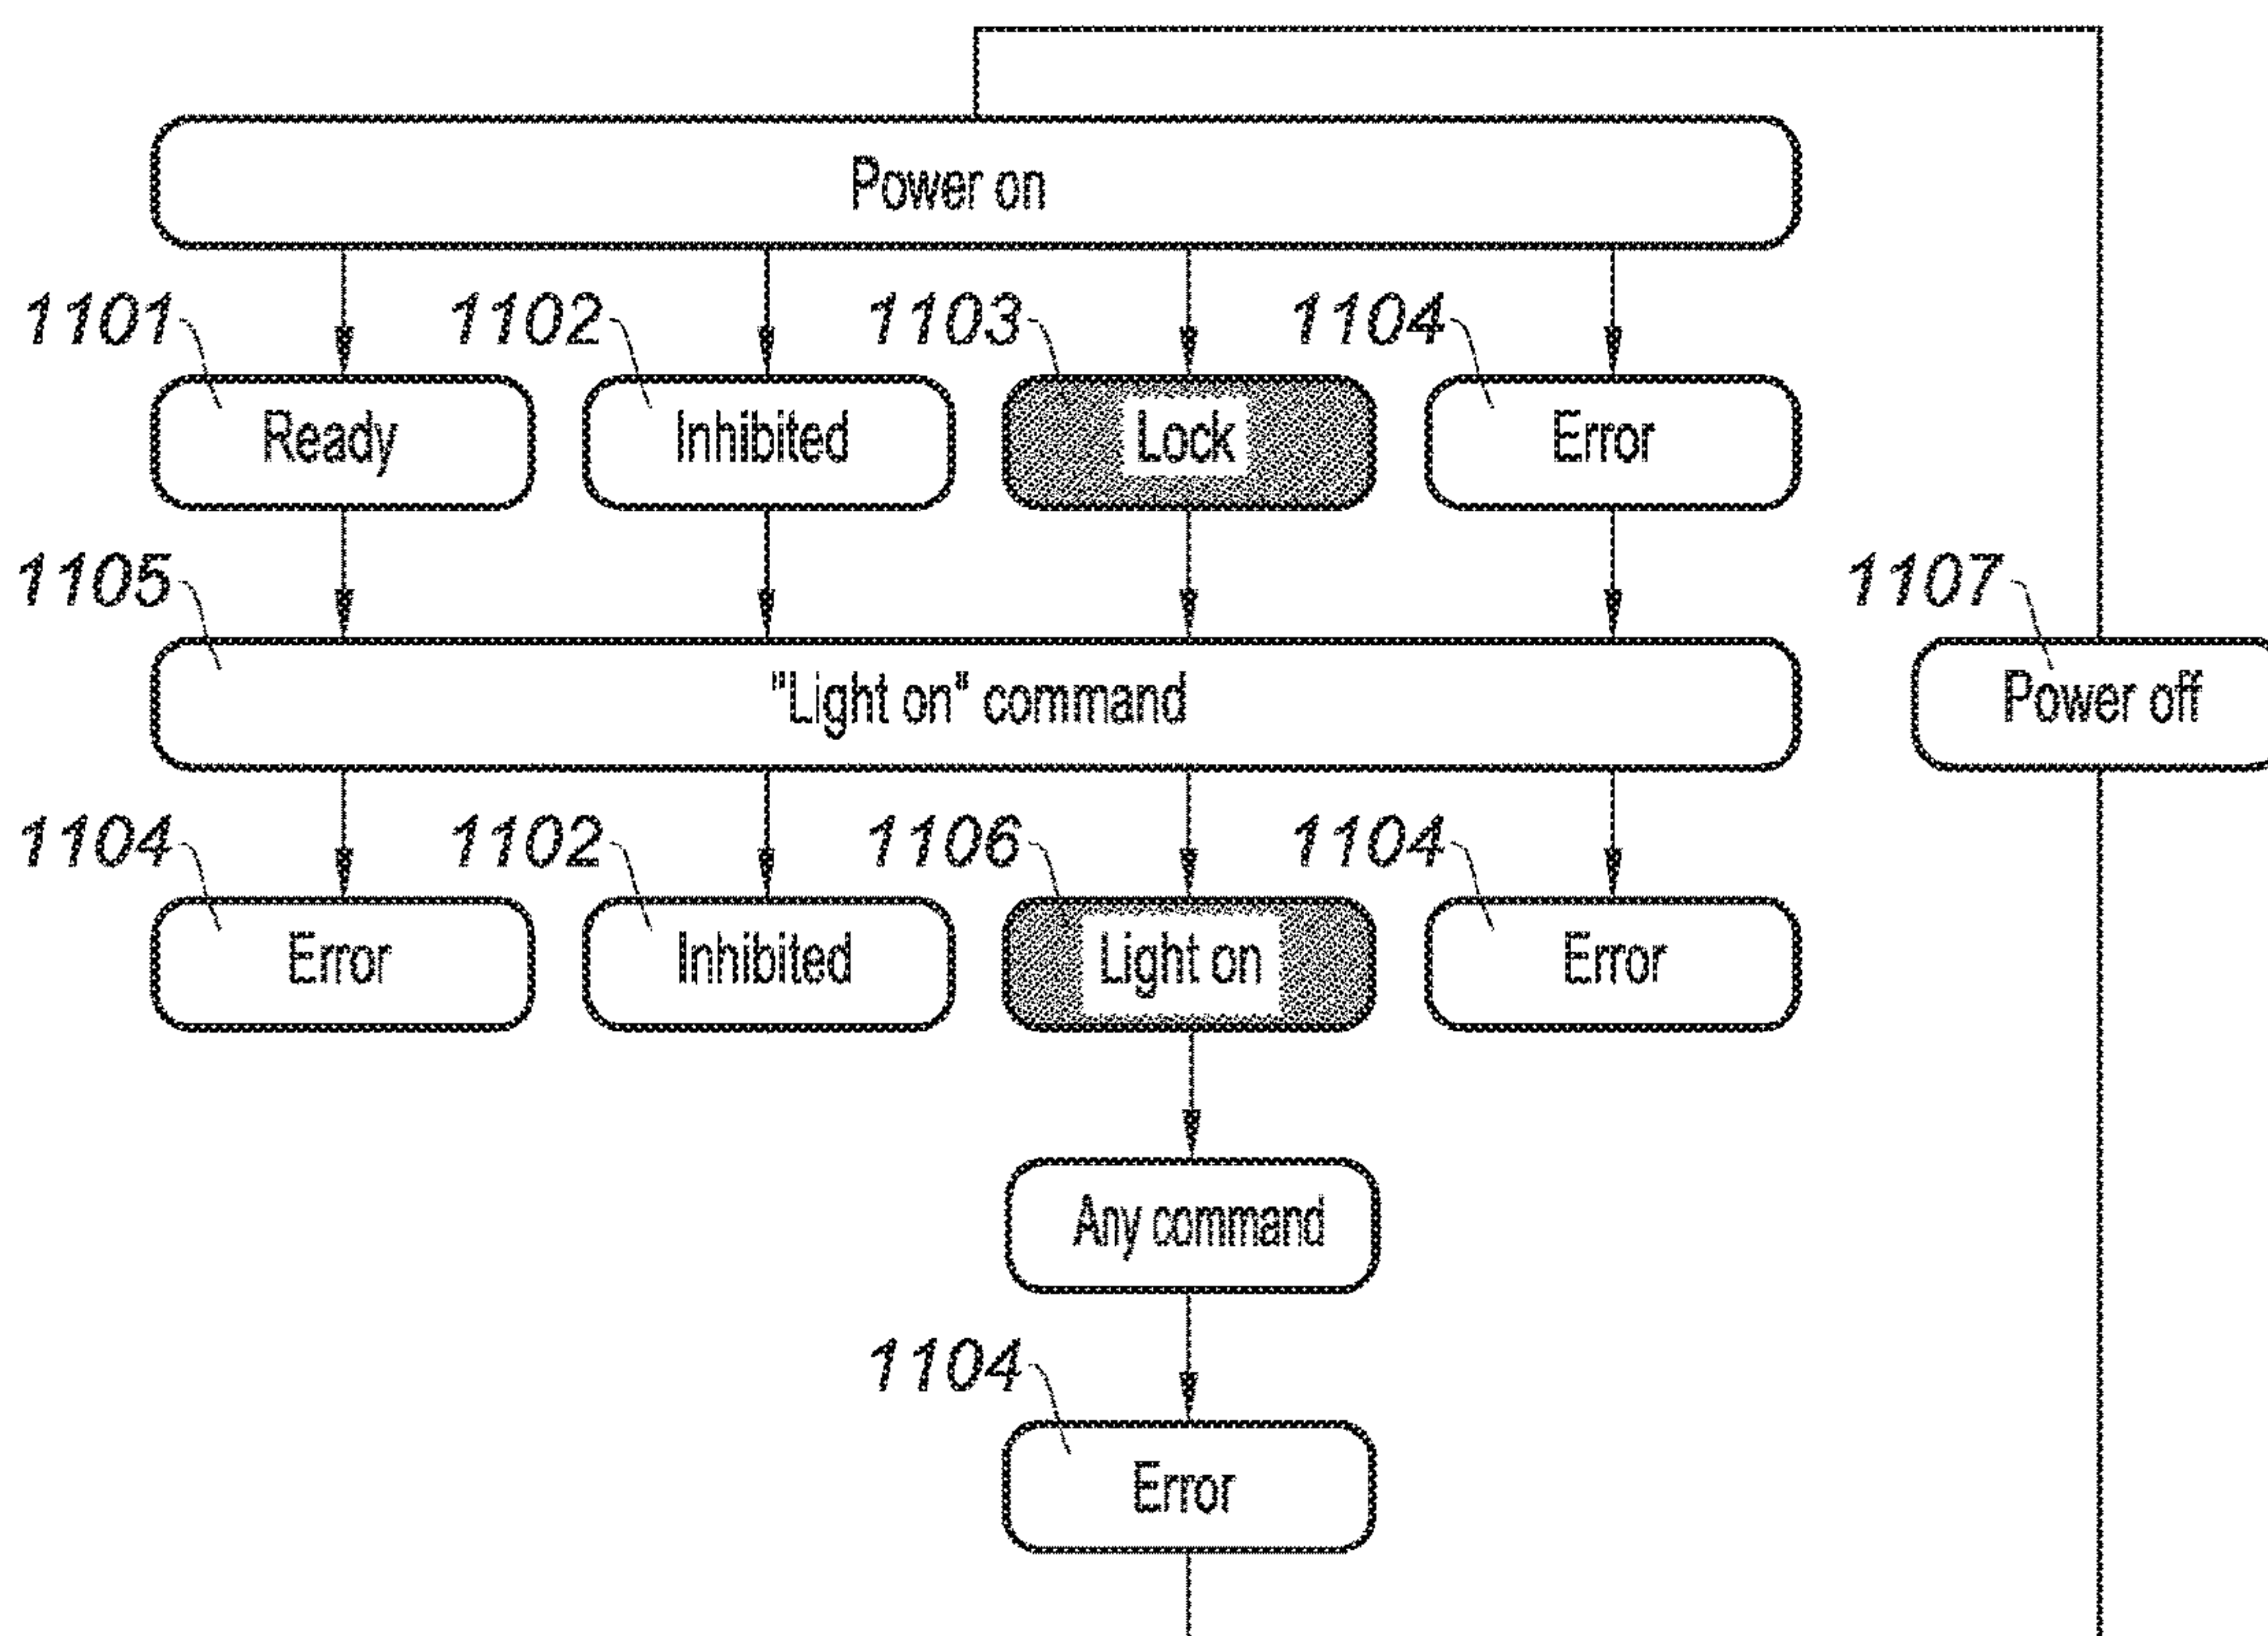 Power on
1101 1102 1103 1104
Ready Inhibited Lock Error
1105 1107
"Light on" command Power off
1104 1102 1106 1104
Error Inhibited Light on Error
Any command
1104
Error